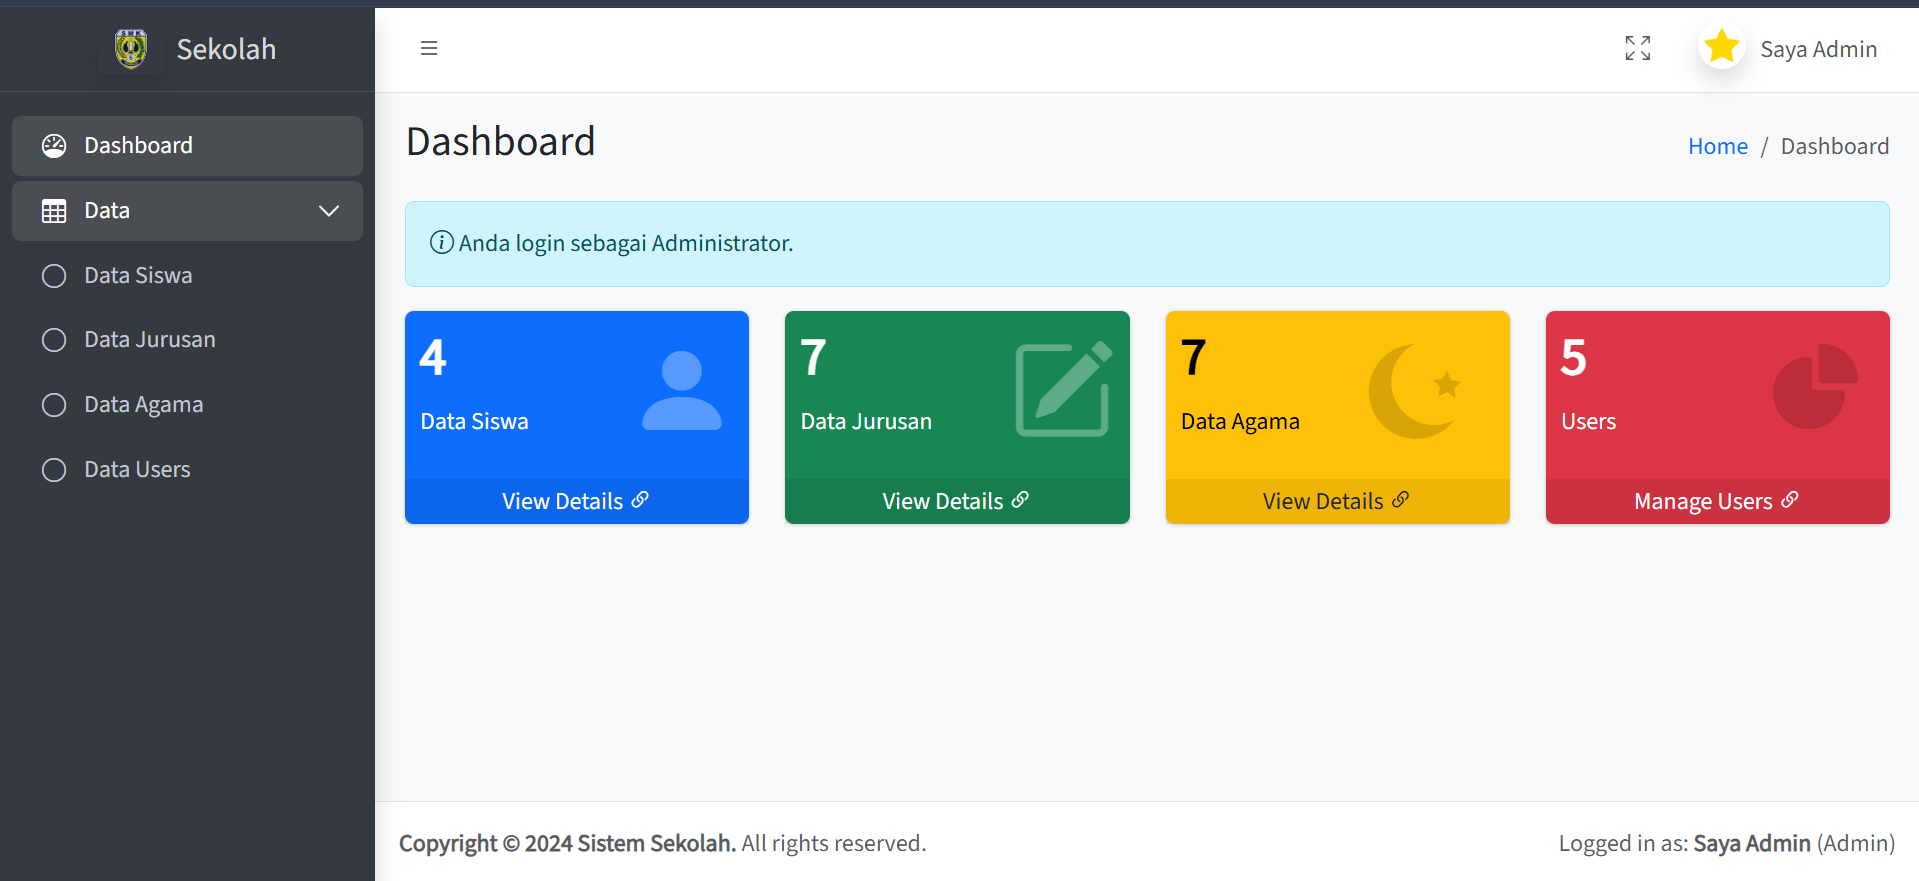 SMK
Sekolah
Saya Admin
Dashboard
Data
Data Siswa
Data Jurusan
Data Agama
Data Users
Dashboard
Home / Dashboard
Anda login sebagai Administrator.
4
Data Siswa
View Details
7
Data Jurusan
View Details
7
Data Agama
View Details
5
Users
Manage Users
Copyright © 2024 Sistem Sekolah. All rights reserved.
Logged in as: Saya Admin (Admin)